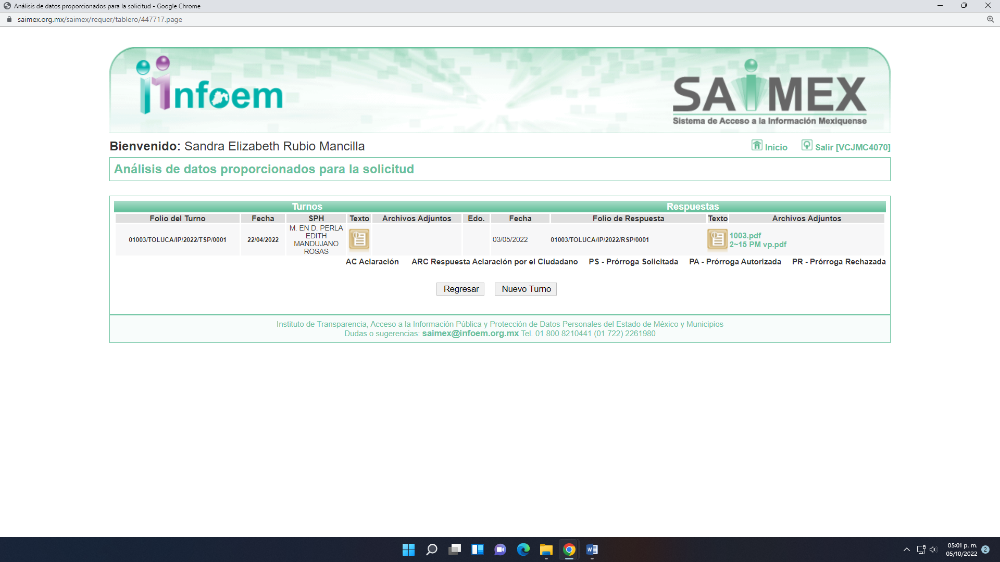 Análisis de datos proporcionados para la solicitud - Google Chrome
saimex.org.mx/saimex/requer/tablero/447717.page
infoem
SAIMEX
Sistema de Acceso a la Información Mexiquense
Bienvenido: Sandra Elizabeth Rubio Mancilla
Inicio Salir [VCJMC4070]
Análisis de datos proporcionados para la solicitud
Turnos Respuestas
Folio del Turno Fecha SPH Texto Archivos Adjuntos Edo. Fecha Folio de Respuesta Texto Archivos Adjuntos
01003/TOLUCA/IP/2022/TSP/0001 22/04/2022
M. EN D. PERLA
EDITH
MANDUJANO
ROSAS
03/05/2022 01003/TOLUCA/IP/2022/RSP/0001
1003.pdf
2~15 PM vp.pdf
AC Aclaración ARC Respuesta Aclaración por el Ciudadano PS - Prórroga Solicitada PA - Prórroga Autorizada PR - Prórroga Rechazada
Regresar Nuevo Turno
Instituto de Transparencia, Acceso a la Información Pública y Protección de Datos Personales del Estado de México y Municipios
Dudas o sugerencias: saimex@infoem.org.mx Tel. 01 800 8210441 (01 722) 2261980
05:01 p. m.
05/10/2022
2